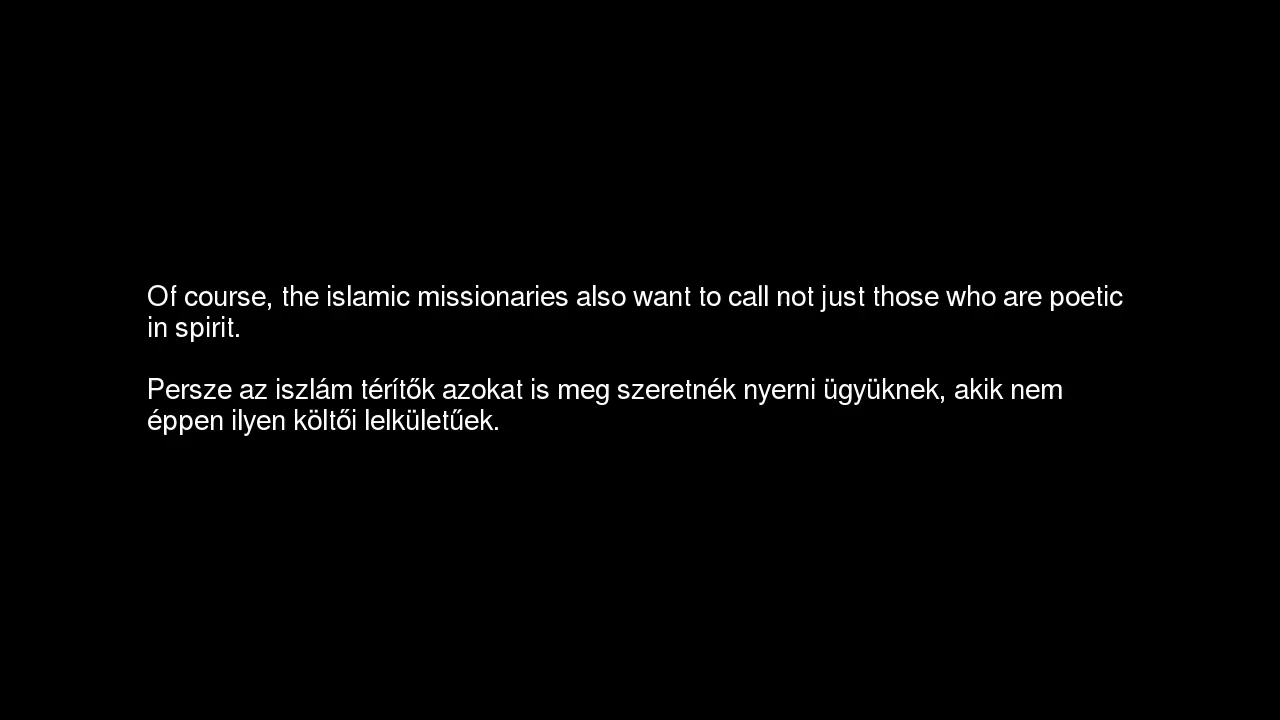 Of course, the islamic missionaries also want to call not just those who are poetic
in spirit.
Persze az iszlám térítők azokat is meg szeretnék nyerni ügyüknek, akik nem
éppen ilyen költői lelkületűek.